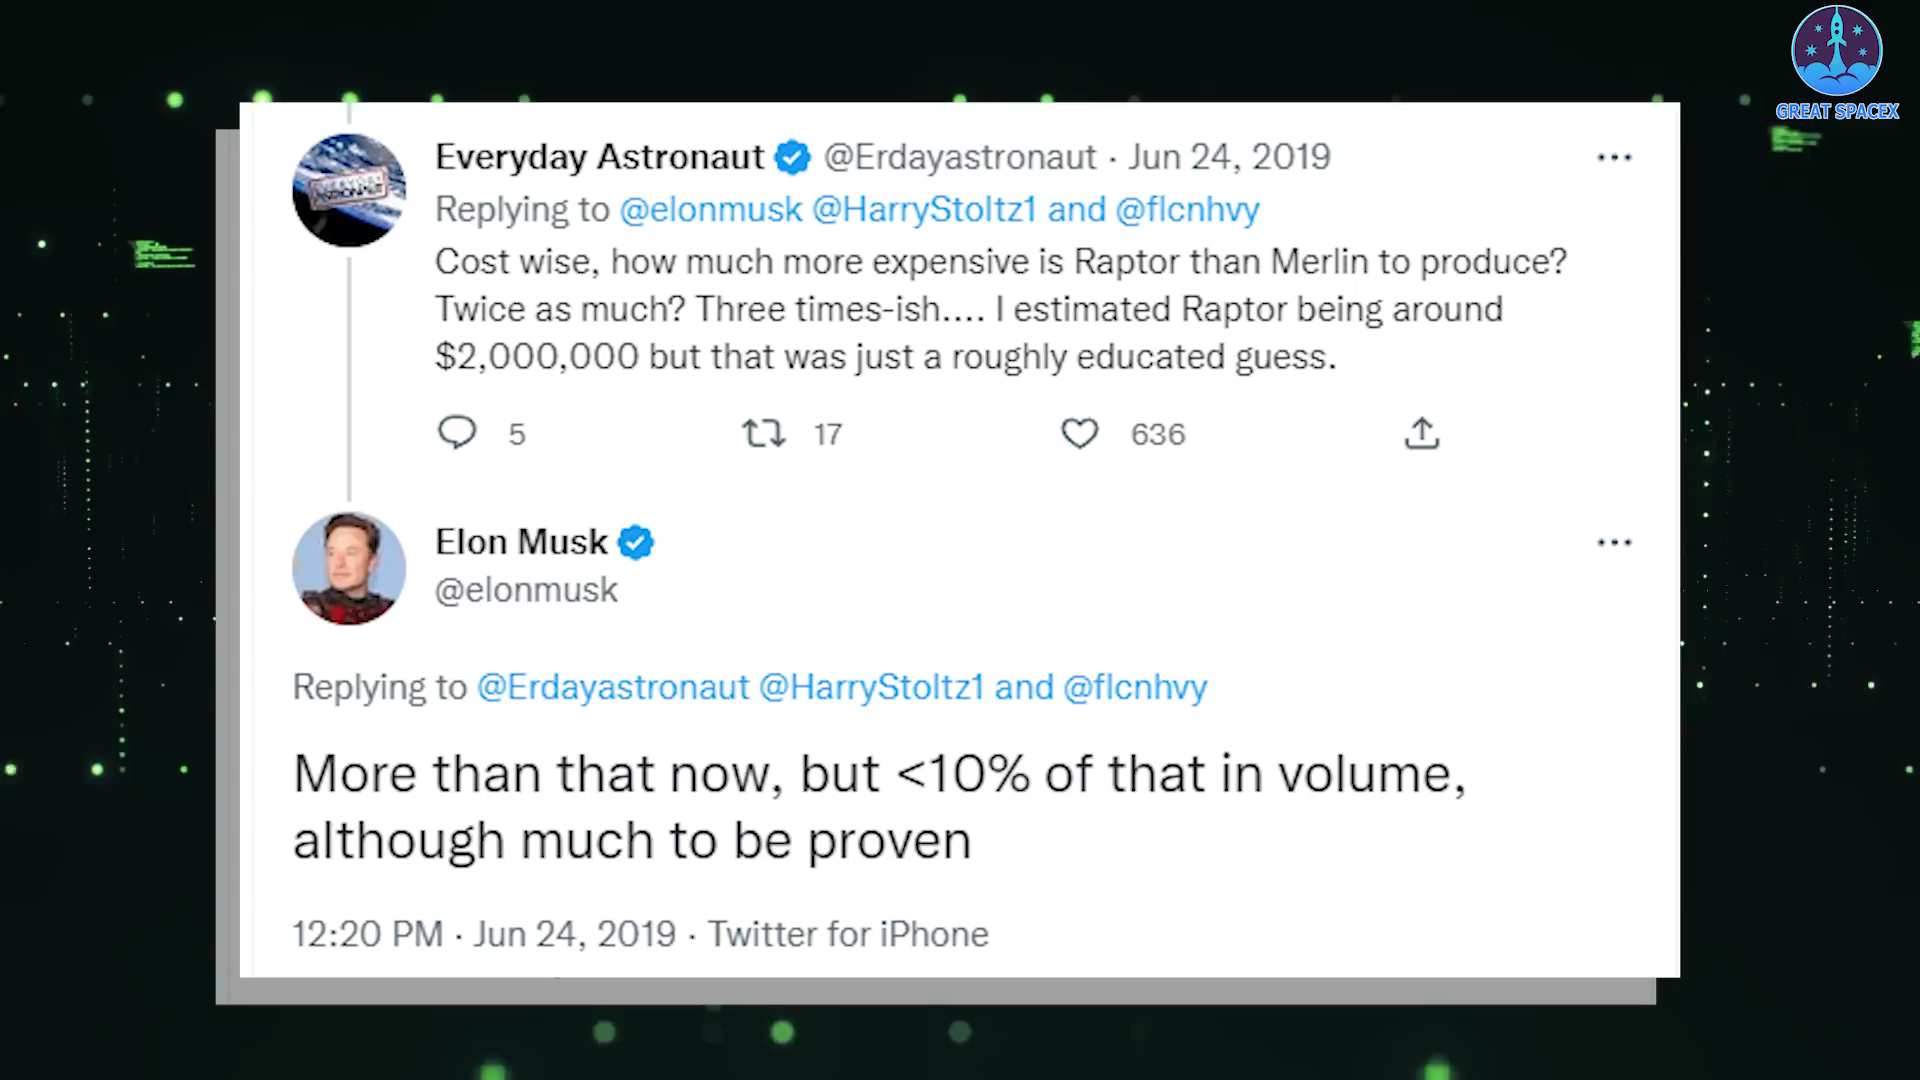 GREAT SPACEX
Everyday Astronaut @Erdayastronaut · Jun 24, 2019
Replying to @elonmusk @HarryStoltz1 and @flcnhvy
Cost wise, how much more expensive is Raptor than Merlin to produce?
Twice as much? Three times-ish.... I estimated Raptor being around
$2,000,000 but that was just a roughly educated guess.
5 17 636
Elon Musk
@elonmusk
Replying to @Erdayastronaut @HarryStoltz1 and @flcnhvy
More than that now, but <10% of that in volume,
although much to be proven
12:20 PM · Jun 24, 2019 · Twitter for iPhone